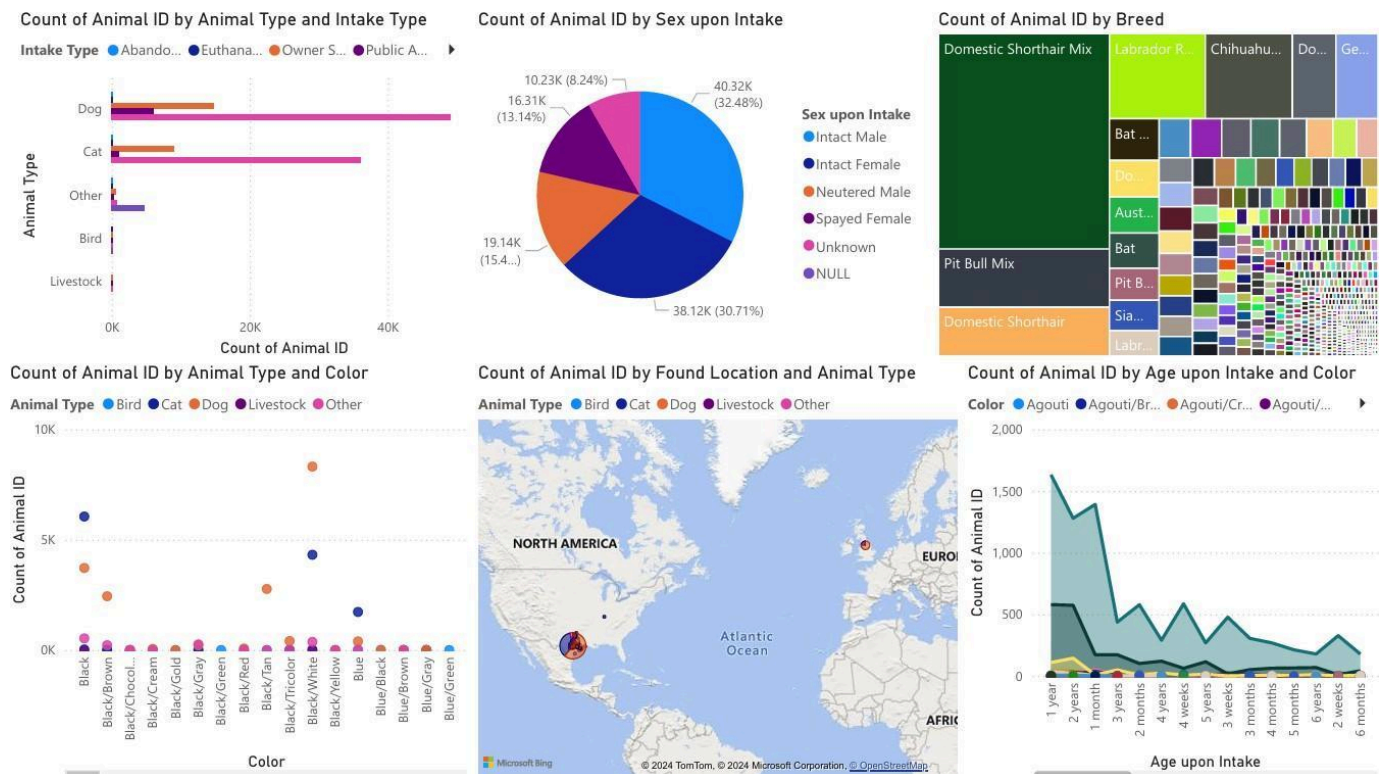 Count of Animal ID by Animal Type and Intake Type
Intake Type Abando... Euthana... Owner S... Public A...
Animal Type
Dog
Cat
Other
Bird
Livestock
0K 20K 40K
Count of Animal ID
Count of Animal ID by Sex upon Intake
10.23K (8.24%)
16.31K
(13.14%)
19.14K
(15.4...)
40.32K
(32.48%)
38.12K (30.71%)
Sex upon Intake
Intact Male
Intact Female
Neutered Male
Spayed Female
Unknown
NULL
Count of Animal ID by Breed
Domestic Shorthair Mix
Labrador R...
Chihuahu...
Do...
Ge...
Pit Bull Mix
Domestic Shorthair
Bat ...
Do...
Aust...
Bat
Pit B...
Sia...
Labr...
Count of Animal ID by Animal Type and Color
Animal Type Bird Cat Dog Livestock Other
Count of Animal ID
10K
5K
0K
Black
Black/Brown
Black/Chocol...
Black/Cream
Black/Gold
Black/Gray
Black/Green
Black/Red
Black/Tan
Black/Tricolor
Black/White
Black/Yellow
Blue
Blue/Black
Blue/Brown
Blue/Gray
Blue/Green
Color
Count of Animal ID by Found Location and Animal Type
Animal Type Bird Cat Dog Livestock Other
NORTH AMERICA
EURO
Atlantic
Ocean
AFRIC
Microsoft Bing
© 2024 TomTom, © 2024 Microsoft Corporation, © OpenStreetMap
Count of Animal ID by Age upon Intake and Color
Color Agouti Agouti/Br... Agouti/Cr... Agouti/...
Count of Animal ID
2,000
1,500
1,000
500
0
1 year
2 years
1 month
3 years
2 months
4 years
4 weeks
5 years
3 weeks
3 months
4 months
5 months
6 years
2 weeks
6 months
Age upon Intake